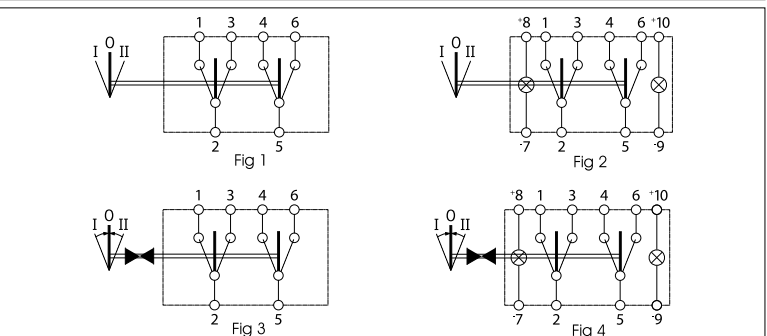 1 3 4 6
I 0 II
2 5
Fig 1
+8 1 3 4 6 +10
I 0 II
-7 2 5 -9
Fig 2
1 3 4 6
I 0 II
2 5
Fig 3
+8 1 3 4 6 +10
I 0 II
-7 2 5 -9
Fig 4